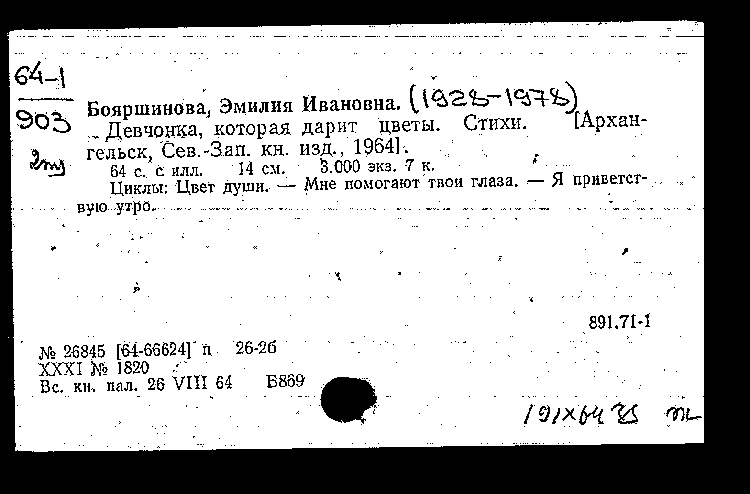 64-1
903
Бояршинова, Эмилия Ивановна. (1928-1978)
Девчонка, которая дарит цветы. Стихи. [Архан-
гельск, Сев.-Зап. кн. изд., 1964].
64 с. с илл. 14 см. 3.000 экз. 7 к.
Циклы: Цвет души. — Мне помогают твои глаза. — Я приветст-
вую утро.
891.71-1
№ 26845 [64-66624] п 26-2б
XXXI № 1820
Вс. кн. пал. 26 VIII 64 Б869